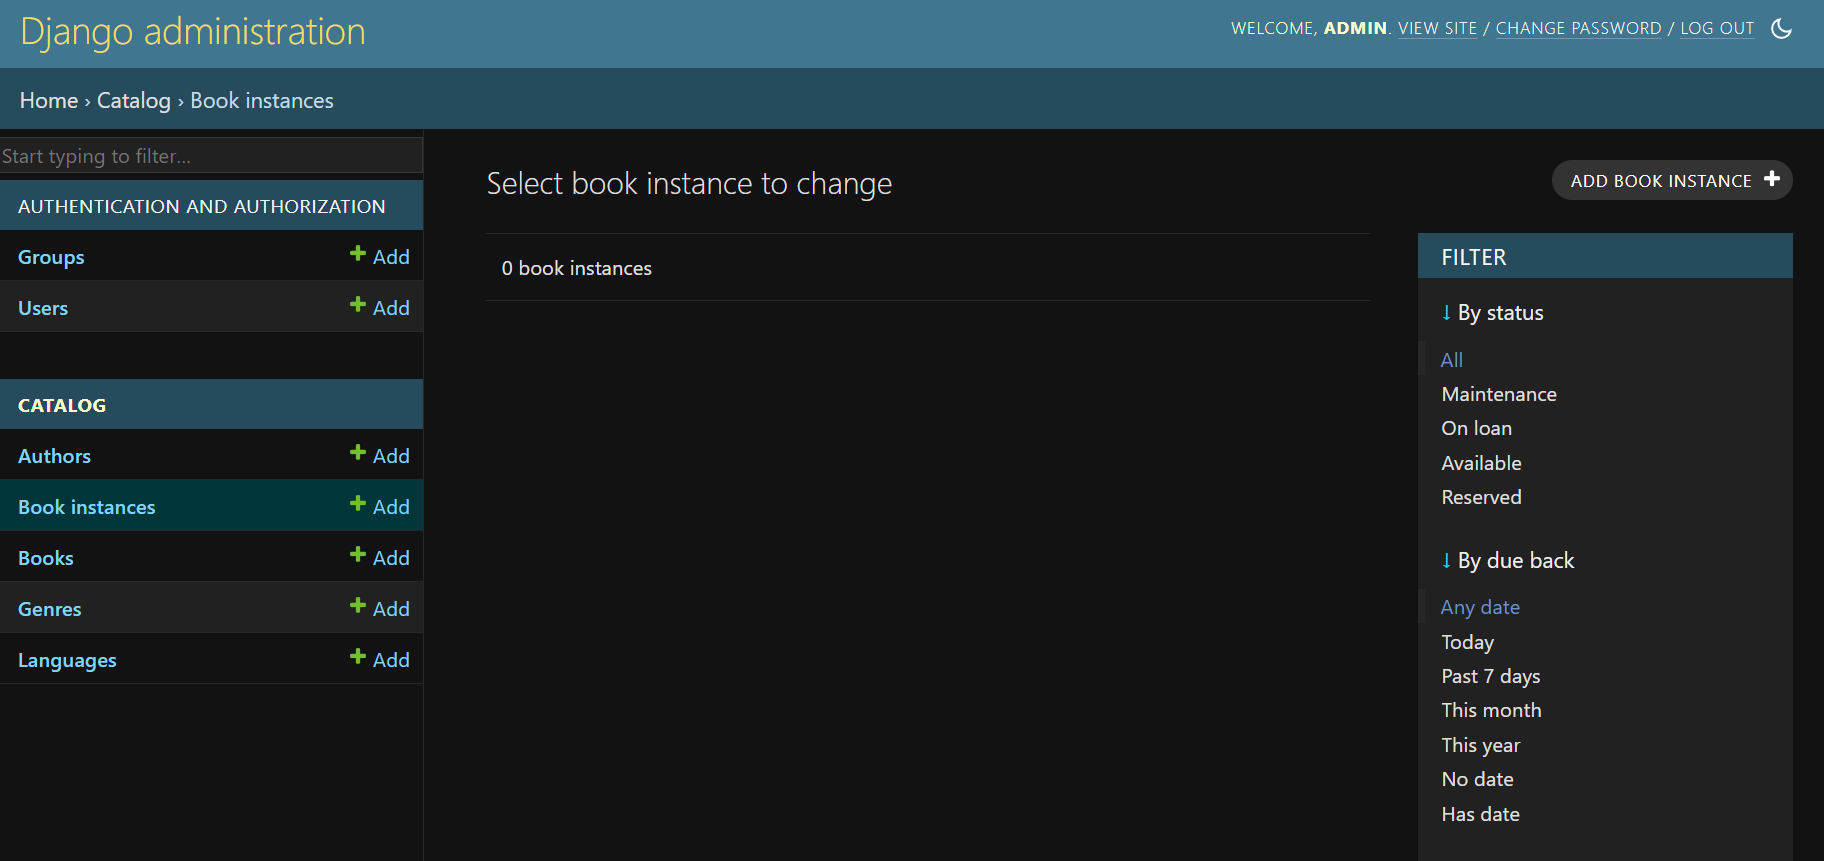 Django administration
WELCOME, ADMIN. VIEW SITE / CHANGE PASSWORD / LOG OUT
Home › Catalog › Book instances
Start typing to filter...
AUTHENTICATION AND AUTHORIZATION
Groups Add
Users Add
CATALOG
Authors Add
Book instances Add
Books Add
Genres Add
Languages Add
Select book instance to change
ADD BOOK INSTANCE
0 book instances
FILTER
By status
All
Maintenance
On loan
Available
Reserved
By due back
Any date
Today
Past 7 days
This month
This year
No date
Has date